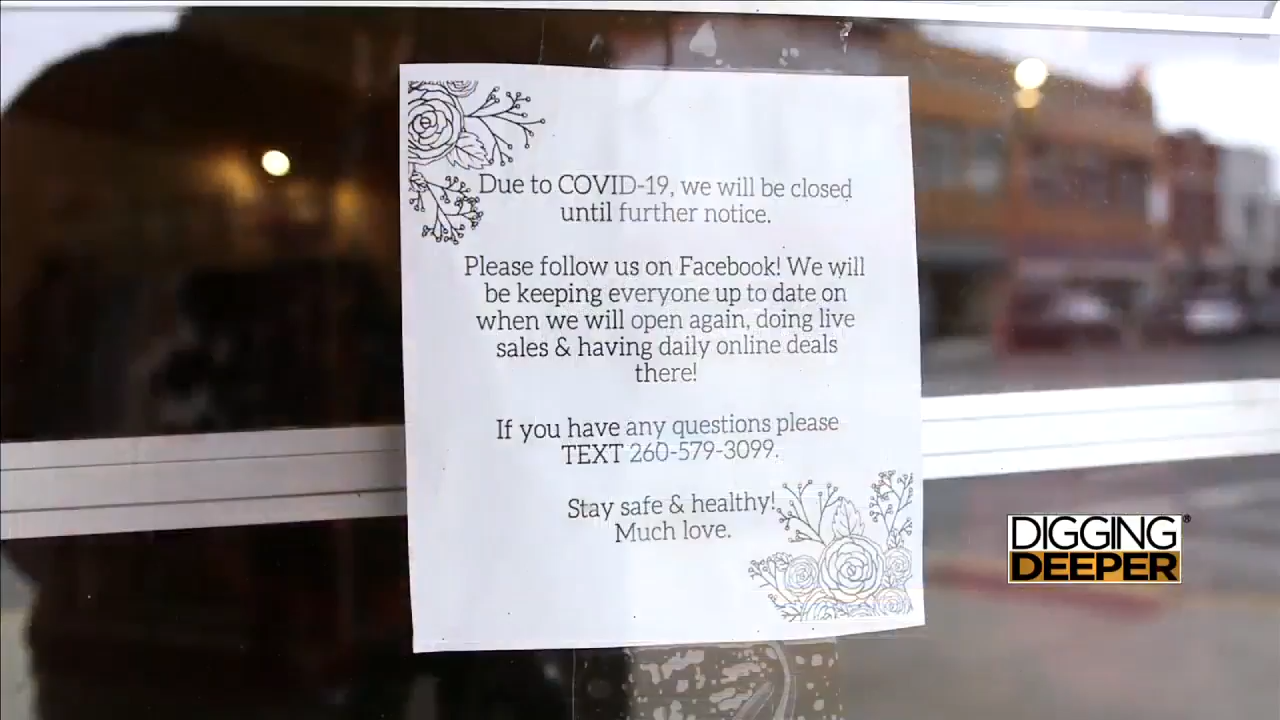 Due to COVID-19, we will be closed
until further notice.
Please follow us on Facebook! We will
be keeping everyone up to date on
when we will open again, doing live
sales & having daily online deals
there!
If you have any questions please
TEXT 260-579-3099.
Stay safe & healthy!
Much love.
DIGGING®
DEEPER